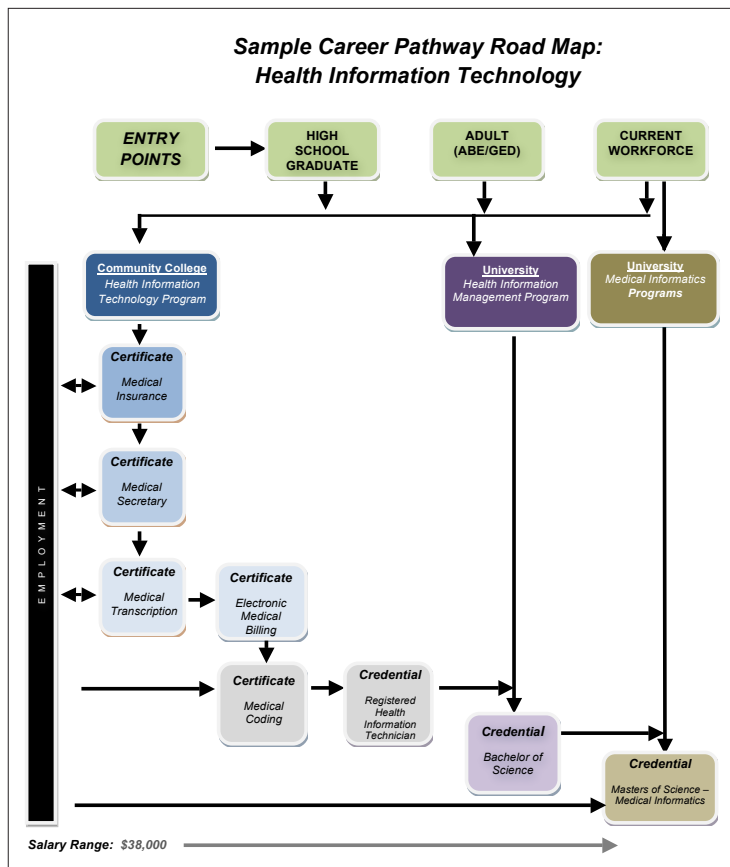 Sample Career Pathway Road Map:
Health Information Technology
ENTRY
POINTS
HIGH
SCHOOL
GRADUATE
ADULT
(ABE/GED)
CURRENT
WORKFORCE
Community College
Health Information
Technology Program
University
Health Information
Management Program
University
Medical Informatics
Programs
Certificate
Medical
Insurance
Certificate
Medical
Secretary
Certificate
Medical
Transcription
Certificate
Electronic
Medical
Billing
EMPLOYMENT
Certificate
Medical
Coding
Credential
Registered
Health
Information
Technician
Credential
Bachelor of
Science
Credential
Masters of Science –
Medical Informatics
Salary Range: $38,000